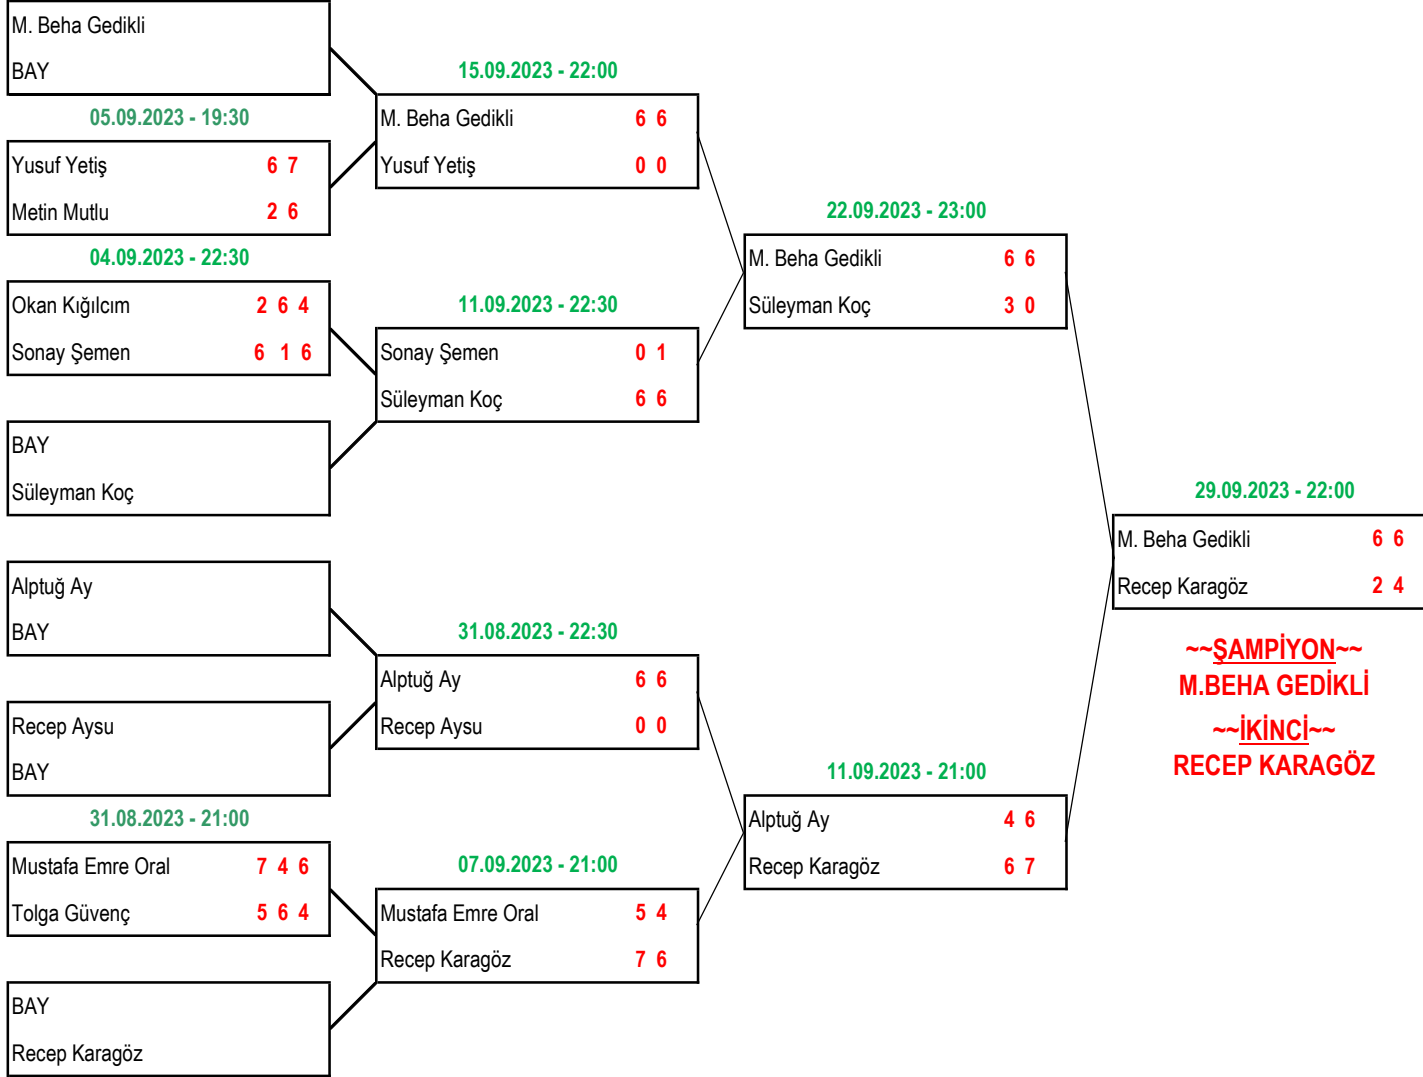 M. Beha Gedikli
BAY
05.09.2023 - 19:30
Yusuf Yetiş 6 7
Metin Mutlu 2 6
04.09.2023 - 22:30
Okan Kığılcım 2 6 4
Sonay Şemen 6 1 6
BAY
Süleyman Koç
Alptuğ Ay
BAY
Recep Aysu
BAY
31.08.2023 - 21:00
Mustafa Emre Oral 7 4 6
Tolga Güvenç 5 6 4
BAY
Recep Karagöz
15.09.2023 - 22:00
M. Beha Gedikli 6 6
Yusuf Yetiş 0 0
11.09.2023 - 22:30
Sonay Şemen 0 1
Süleyman Koç 6 6
31.08.2023 - 22:30
Alptuğ Ay 6 6
Recep Aysu 0 0
07.09.2023 - 21:00
Mustafa Emre Oral 5 4
Recep Karagöz 7 6
22.09.2023 - 23:00
M. Beha Gedikli 6 6
Süleyman Koç 3 0
11.09.2023 - 21:00
Alptuğ Ay 4 6
Recep Karagöz 6 7
29.09.2023 - 22:00
M. Beha Gedikli 6 6
Recep Karagöz 2 4
~~ŞAMPİYON~~
M.BEHA GEDİKLİ
~~İKİNCİ~~
RECEP KARAGÖZ